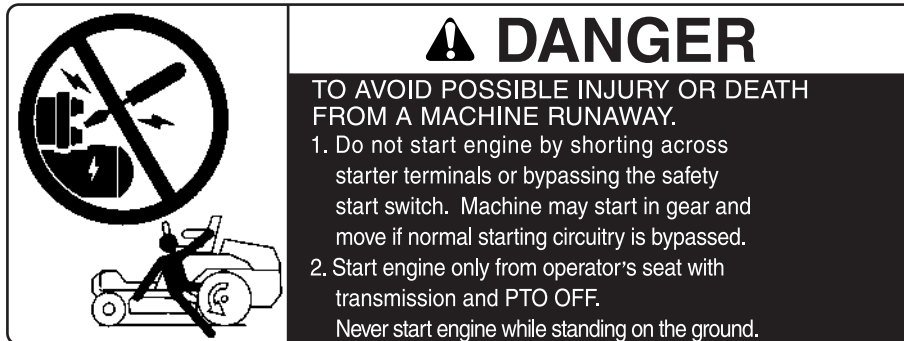 DANGER
TO AVOID POSSIBLE INJURY OR DEATH
FROM A MACHINE RUNAWAY.
1. Do not start engine by shorting across
starter terminals or bypassing the safety
start switch. Machine may start in gear and
move if normal starting circuitry is bypassed.
2. Start engine only from operator's seat with
transmission and PTO OFF.
Never start engine while standing on the ground.